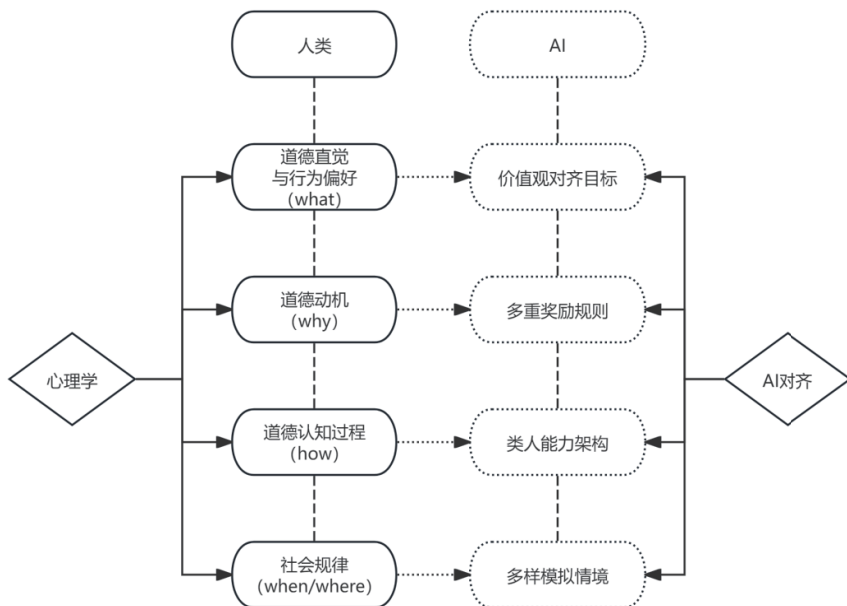 人类
AI
道德直觉
与行为偏好
（what）
价值观对齐目标
道德动机
（why）
多重奖励规则
心理学
AI对齐
道德认知过程
（how）
类人能力架构
社会规律
（when/where）
多样模拟情境